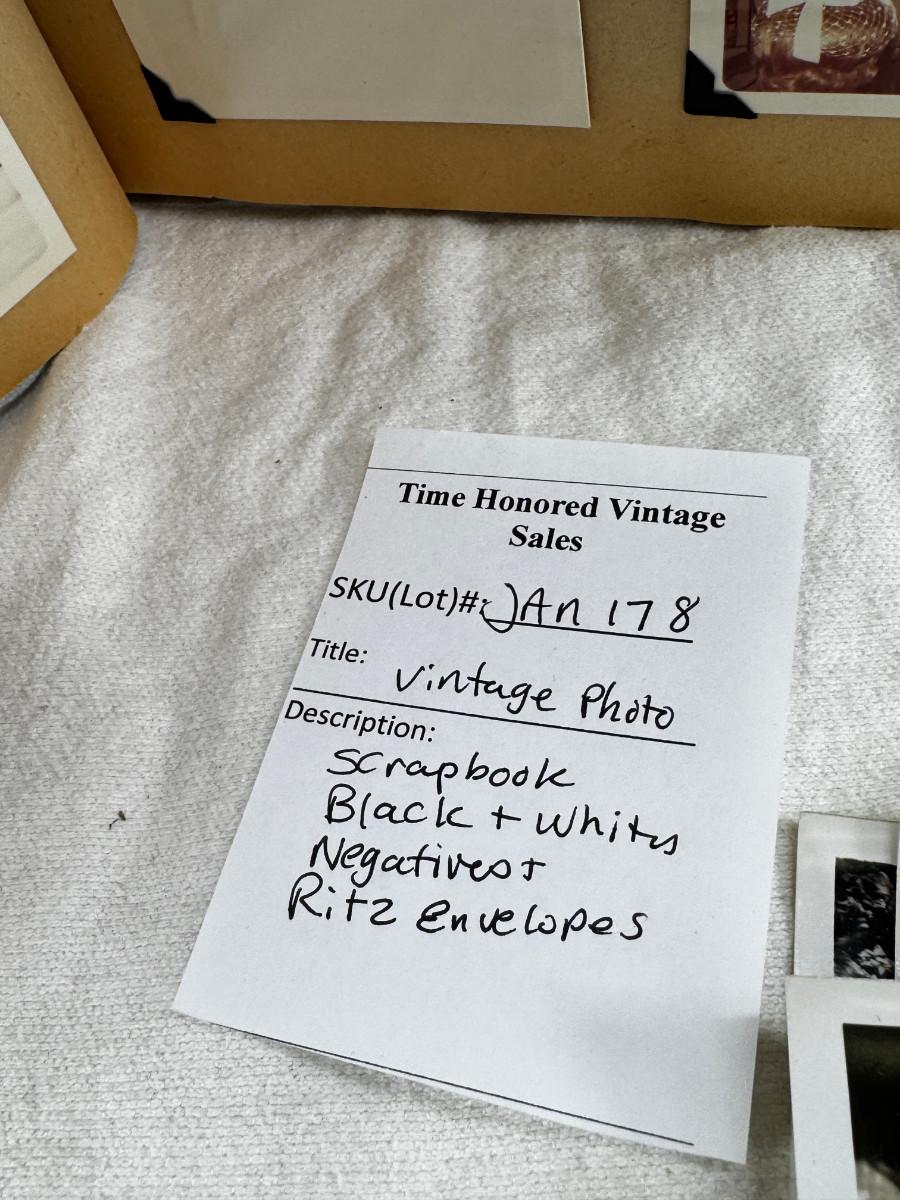 Time Honored Vintage
Sales
SKU(Lot)#: JAn 178
Title: Vintage Photo
Description:
Scrapbook
Black + Whites
Negatives +
Ritz Envelopes